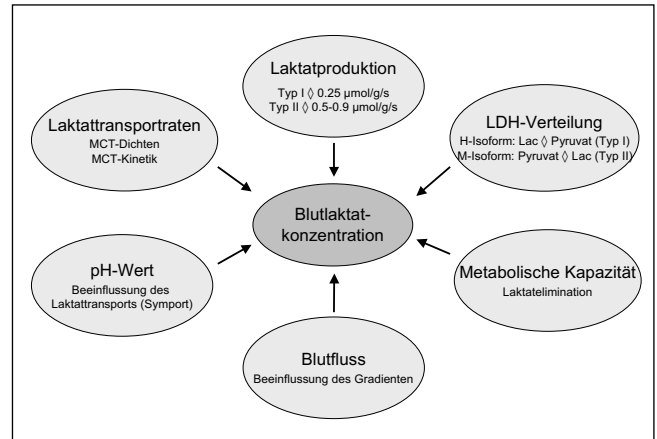 Laktatproduktion
Typ I ◊ 0.25 µmol/g/s
Typ II ◊ 0.5-0.9 µmol/g/s
Laktattransportraten
MCT-Dichten
MCT-Kinetik
LDH-Verteilung
H-Isoform: Lac ◊ Pyruvat (Typ I)
M-Isoform: Pyruvat ◊ Lac (Typ II)
Blutlaktat-
konzentration
pH-Wert
Beeinflussung des
Laktattransports (Symport)
Metabolische Kapazität
Laktatelimination
Blutfluss
Beeinflussung des Gradienten